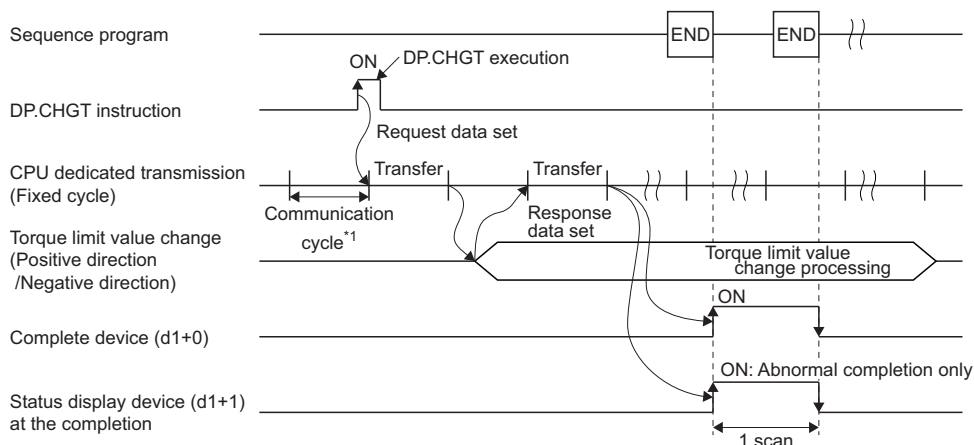 Sequence program
END
END
ON
DP.CHGT execution
DP.CHGT instruction
Request data set
CPU dedicated transmission
(Fixed cycle)
Transfer
Transfer
Communication
cycle*1
Response
data set
Torque limit value change
(Positive direction
/Negative direction)
Torque limit value
change processing
ON
Complete device (d1+0)
ON: Abnormal completion only
Status display device (d1+1)
at the completion
1 scan